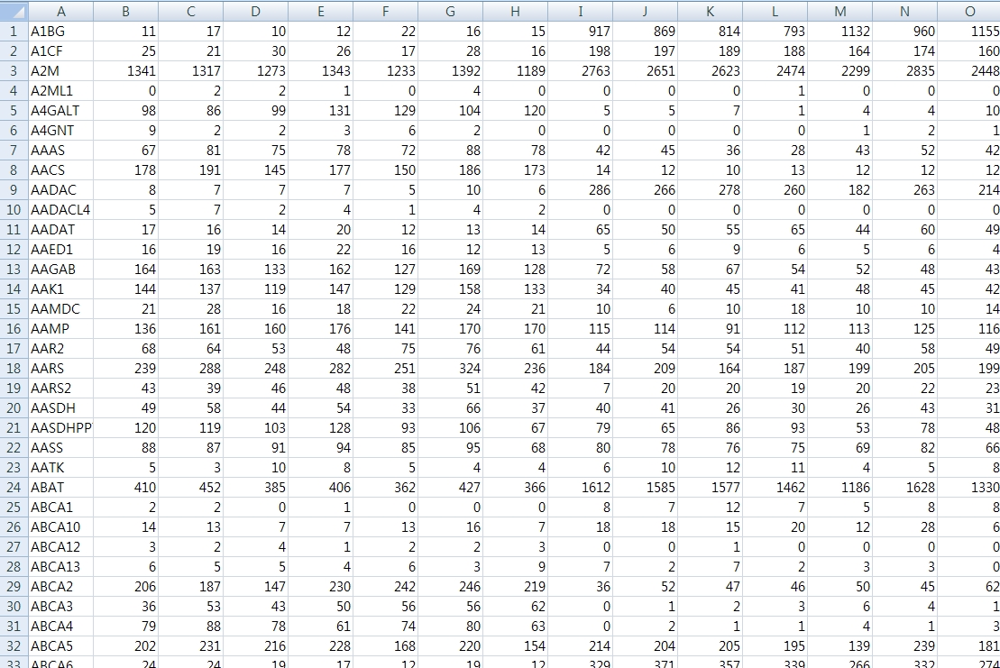 A B C D E F G H I J K L M N O
1 A1BG 11 17 10 12 22 16 15 917 869 814 793 1132 960 1155
2 A1CF 25 21 30 26 17 28 16 198 197 189 188 164 174 160
3 A2M 1341 1317 1273 1343 1233 1392 1189 2763 2651 2623 2474 2299 2835 2448
4 A2ML1 0 2 2 1 0 4 0 0 0 0 1 0 0 0
5 A4GALT 98 86 99 131 129 104 120 5 5 7 1 4 4 10
6 A4GNT 9 2 2 3 6 2 0 0 0 0 0 1 2 1
7 AAAS 67 81 75 78 72 88 78 42 45 36 28 43 52 42
8 AACS 178 191 145 177 150 186 173 14 12 10 13 12 12 12
9 AADAC 8 7 7 7 5 10 6 286 266 278 260 182 263 214
10 AADACL4 5 7 2 4 1 4 2 0 0 0 0 0 0 0
11 AADAT 17 16 14 20 12 13 14 65 50 55 65 44 60 49
12 AAED1 16 19 16 22 16 12 13 5 6 9 6 5 6 4
13 AAGAB 164 163 133 162 127 169 128 72 58 67 54 52 48 43
14 AAK1 144 137 119 147 129 158 133 34 40 45 41 48 45 42
15 AAMDC 21 28 16 18 22 24 21 10 6 10 18 10 10 14
16 AAMP 136 161 160 176 141 170 170 115 114 91 112 113 125 116
17 AAR2 68 64 53 48 75 76 61 44 54 54 51 40 58 49
18 AARS 239 288 248 282 251 324 236 184 209 164 187 199 205 199
19 AARS2 43 39 46 48 38 51 42 7 20 20 19 20 22 23
20 AASDH 49 58 44 54 33 66 37 40 41 26 30 26 43 31
21 AASDHPP 120 119 103 128 93 106 67 79 65 86 93 53 78 48
22 AASS 88 87 91 94 85 95 68 80 78 76 75 69 82 66
23 AATK 5 3 10 8 5 4 4 6 10 12 11 4 5 8
24 ABAT 410 452 385 406 362 427 366 1612 1585 1577 1462 1186 1628 1330
25 ABCA1 2 2 0 1 0 0 0 8 7 12 7 5 8 8
26 ABCA10 14 13 7 7 13 16 7 18 18 15 20 12 28 6
27 ABCA12 3 2 4 1 2 2 3 0 0 1 0 0 0 0
28 ABCA13 6 5 5 4 6 3 9 7 2 7 2 3 3 0
29 ABCA2 206 187 147 230 242 246 219 36 52 47 46 50 45 62
30 ABCA3 36 53 43 50 56 56 62 0 1 2 3 6 4 1
31 ABCA4 79 88 78 61 74 80 63 0 2 1 1 4 1 3
32 ABCA5 202 231 216 228 168 220 154 214 204 205 195 139 239 181
33 ABCA6 24 24 19 17 12 19 12 329 371 357 339 266 332 274